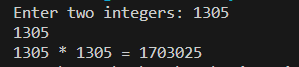 Enter two integers: 1305
1305
1305 * 1305 = 1703025